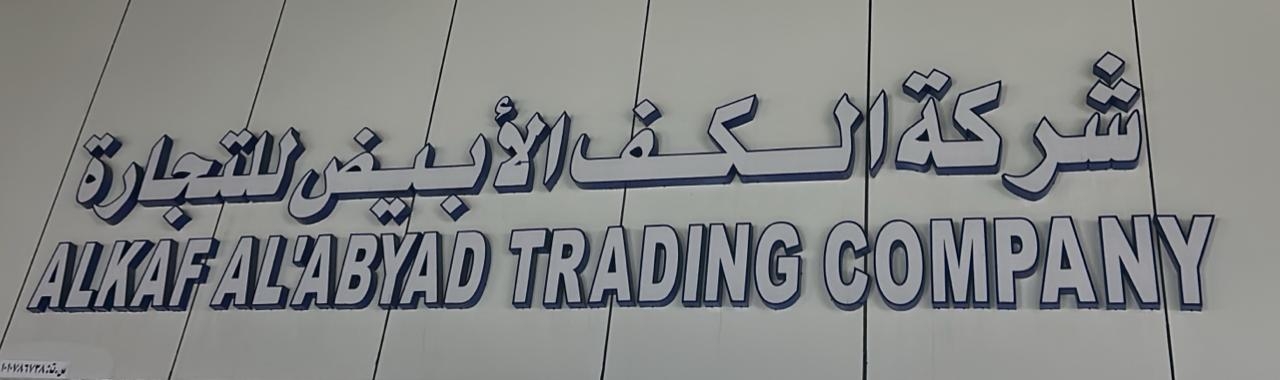 شركة الكف الأبيض للتجارة
ALKAF AL'ABYAD TRADING COMPANY